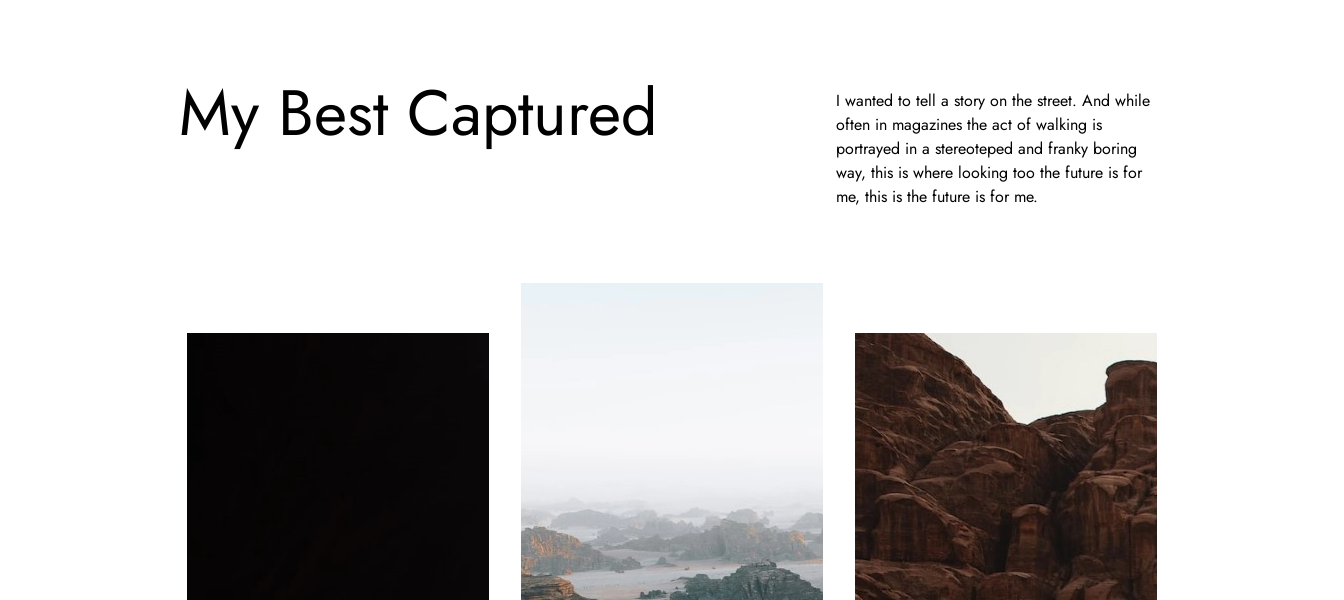 My Best Captured
I wanted to tell a story on the street. And while
often in magazines the act of walking is
portrayed in a stereoteped and franky boring
way, this is where looking too the future is for
me, this is the future is for me.